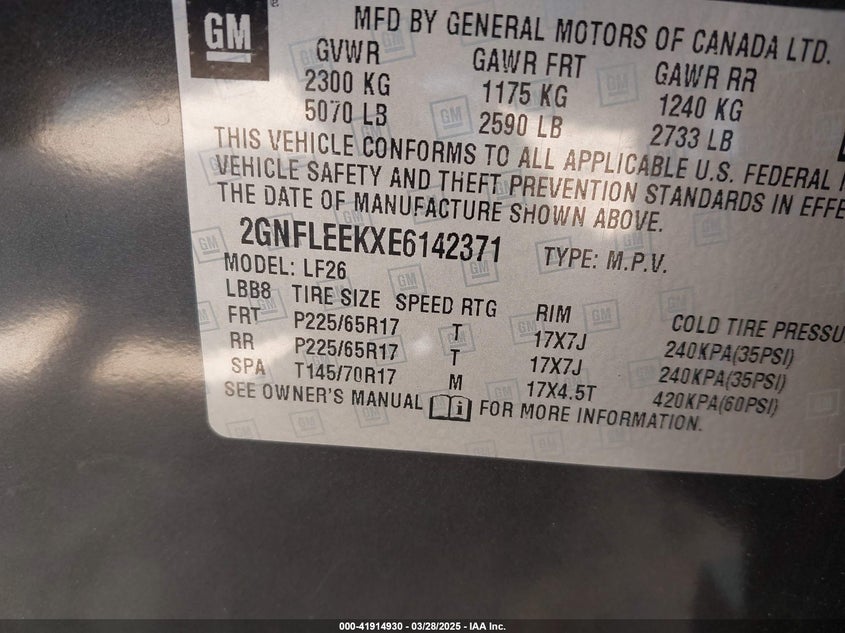 GM
MFD BY GENERAL MOTORS OF CANADA LTD.
GVWR GAWR FRT GAWR RR
2300 KG 1175 KG 1240 KG
5070 LB 2590 LB 2733 LB
THIS VEHICLE CONFORMS TO ALL APPLICABLE U.S. FEDERAL
VEHICLE SAFETY AND THEFT PREVENTION STANDARDS IN EFFE
THE DATE OF MANUFACTURE SHOWN ABOVE.
2GNFLEEKXE6142371 TYPE: M.P.V.
MODEL: LF26
LBB8 TIRE SIZE SPEED RTG RIM COLD TIRE PRESSU
FRT P225/65R17 T 17X7J 240KPA(35PSI)
RR P225/65R17 T 17X7J 240KPA(35PSI)
SPA T145/70R17 M 17X4.5T 420KPA(60PSI)
SEE OWNER'S MANUAL FOR MORE INFORMATION.
000-41914930 - 03/28/2025 - IAA Inc.